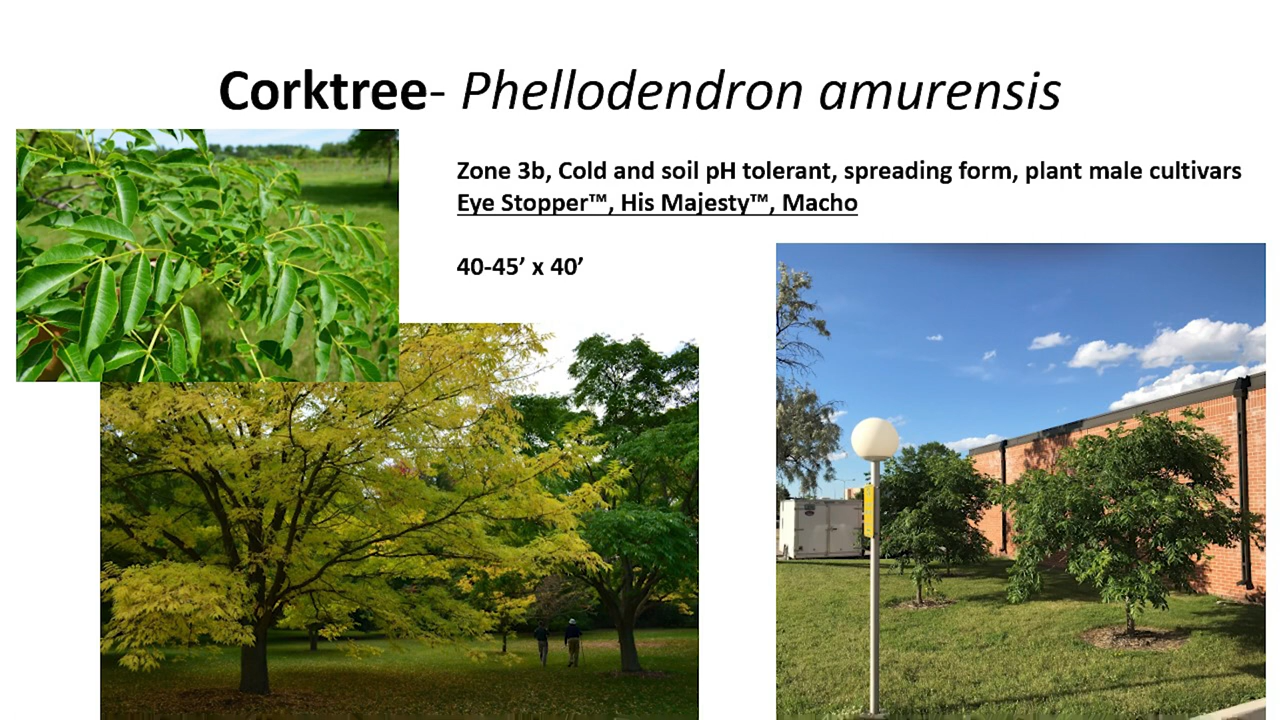 Corktree- Phellodendron amurensis
Zone 3b, Cold and soil pH tolerant, spreading form, plant male cultivars
Eye Stopper™, His Majesty™, Macho
40-45’ x 40’